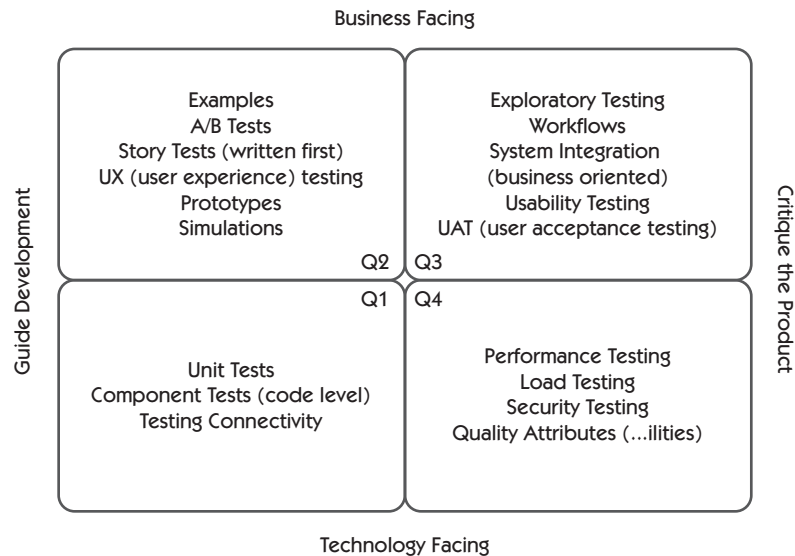 Business Facing
Guide Development
Examples
A/B Tests
Story Tests (written first)
UX (user experience) testing
Prototypes
Simulations
Q2
Exploratory Testing
Workflows
System Integration
(business oriented)
Usability Testing
UAT (user acceptance testing)
Q3
Critique the Product
Q1
Unit Tests
Component Tests (code level)
Testing Connectivity
Q4
Performance Testing
Load Testing
Security Testing
Quality Attributes (...ilities)
Technology Facing